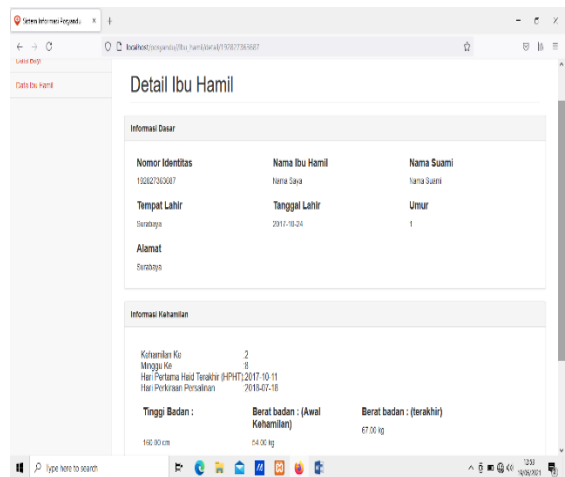 Sistem Informasi Posyandu
localhost/posyandu2/ibu_hamil/detail/192827363687
Data Bayi
Data Ibu Hamil
Detail Ibu Hamil
Informasi Dasar
Nomor Identitas Nama Ibu Hamil Nama Suami
192827363687 Nama Saya Nama Suami
Tempat Lahir Tanggal Lahir Umur
Surabaya 2017-10-24 1
Alamat
Surabaya
Informasi Kehamilan
Kehamilan Ke :2
Minggu Ke :8
Hari Pertama Haid Terakhir (HPHT):2017-10-11
Hari Perkiraan Persalinan :2018-07-18
Tinggi Badan : Berat badan : (Awal Kehamilan) Berat badan : (terakhir)
160.00 cm 64.00 kg 67.00 kg
Type here to search